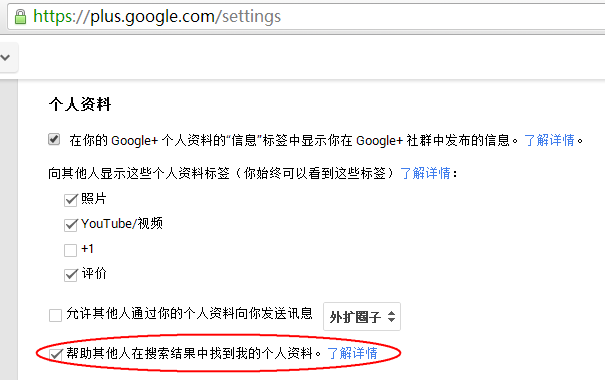 https://plus.google.com/settings
个人资料
在你的 Google+ 个人资料的“信息”标签中显示你在 Google+ 社群中发布的信息。了解详情。
向其他人显示这些个人资料标签（你始终可以看到这些标签）了解详情：
照片
YouTube/视频
+1
评价
允许其他人通过你的个人资料向你发送讯息 外扩圈子
帮助其他人在搜索结果中找到我的个人资料。了解详情